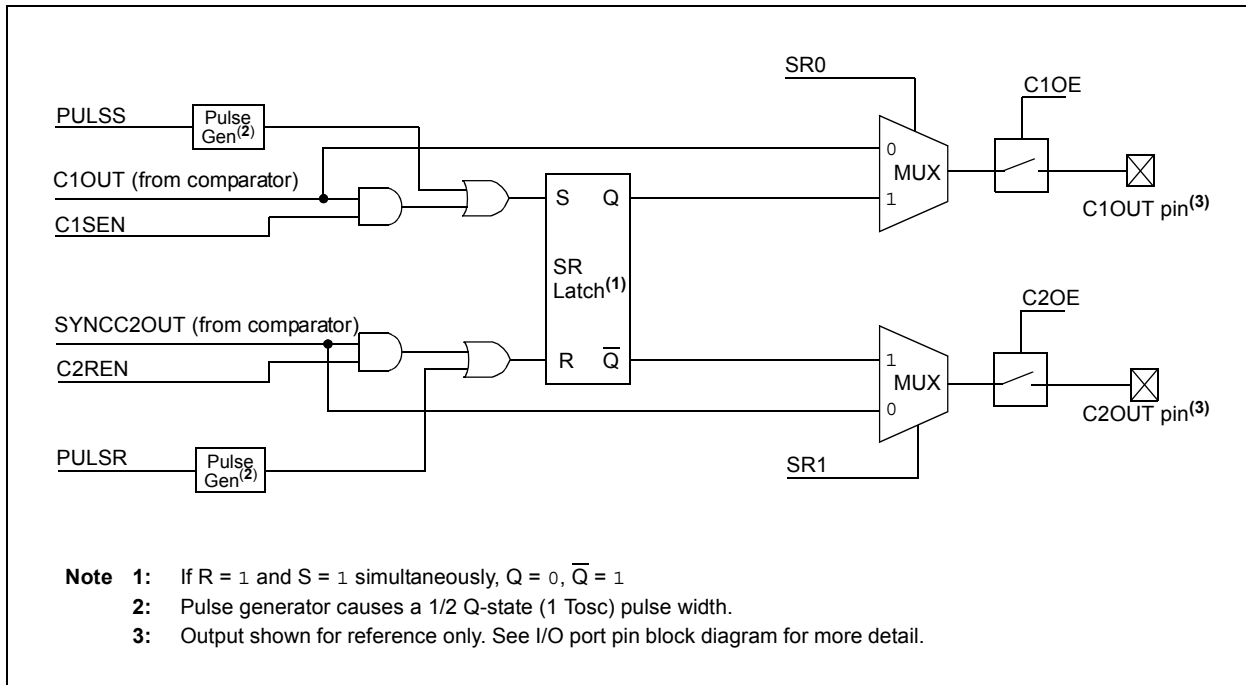 SR0
C1OE
PULSS
Pulse
Gen(2)
C1OUT (from comparator)
0
MUX
1
C1SEN
S Q
C1OUT pin(3)
SR
Latch(1)
C2OE
SYNCC2OUT (from comparator)
R Q̅
1
MUX
0
C2REN
C2OUT pin(3)
PULSR
Pulse
Gen(2)
SR1
Note 1: If R = 1 and S = 1 simultaneously, Q = 0, Q̅ = 1
2: Pulse generator causes a 1/2 Q-state (1 Tosc) pulse width.
3: Output shown for reference only. See I/O port pin block diagram for more detail.